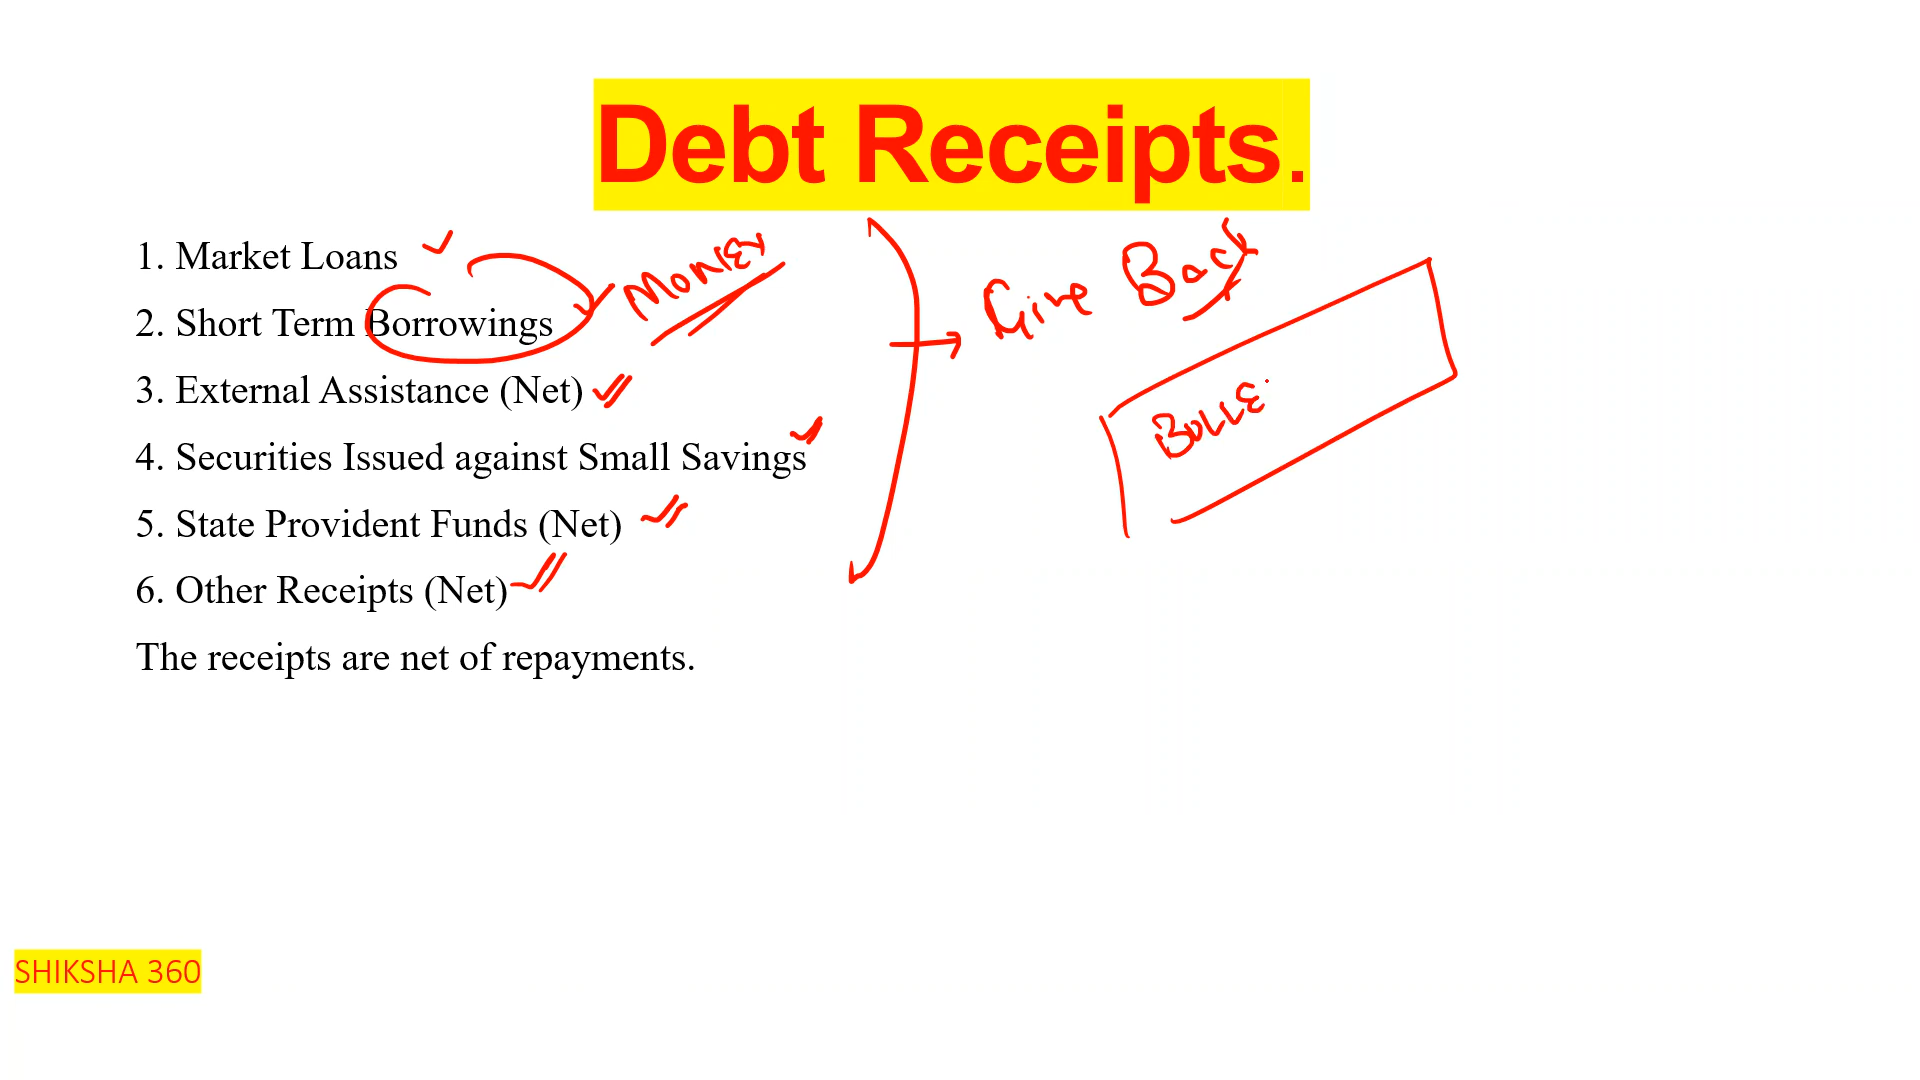 Debt Receipts.
1. Market Loans
MONEY
Give Back
2. Short Term Borrowings
3. External Assistance (Net)
BULLE
4. Securities Issued against Small Savings
5. State Provident Funds (Net)
6. Other Receipts (Net)
The receipts are net of repayments.
SHIKSHA 360